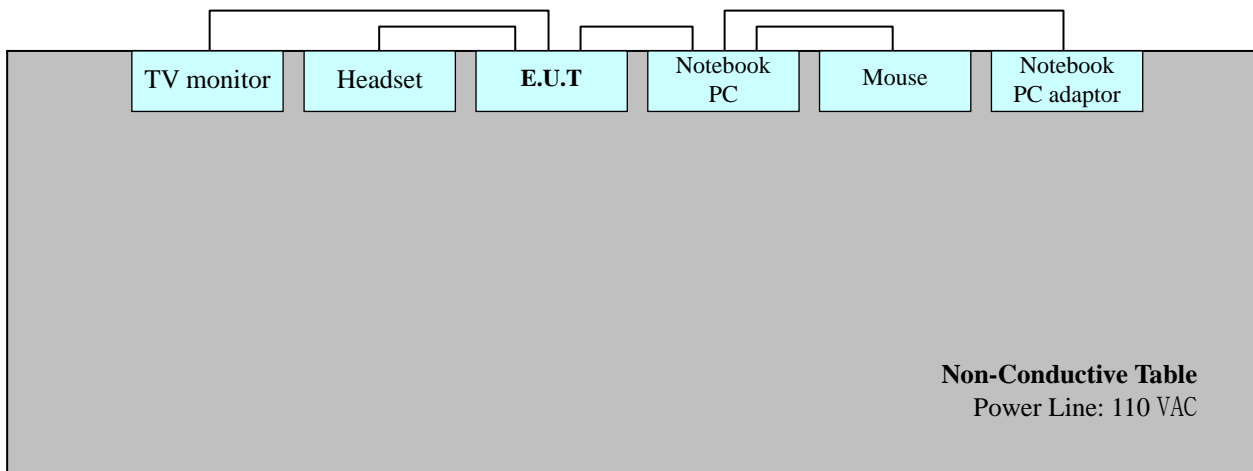 TV monitor
Headset
E.U.T
Notebook
PC
Mouse
Notebook
PC adaptor
Non-Conductive Table
Power Line: 110 VAC